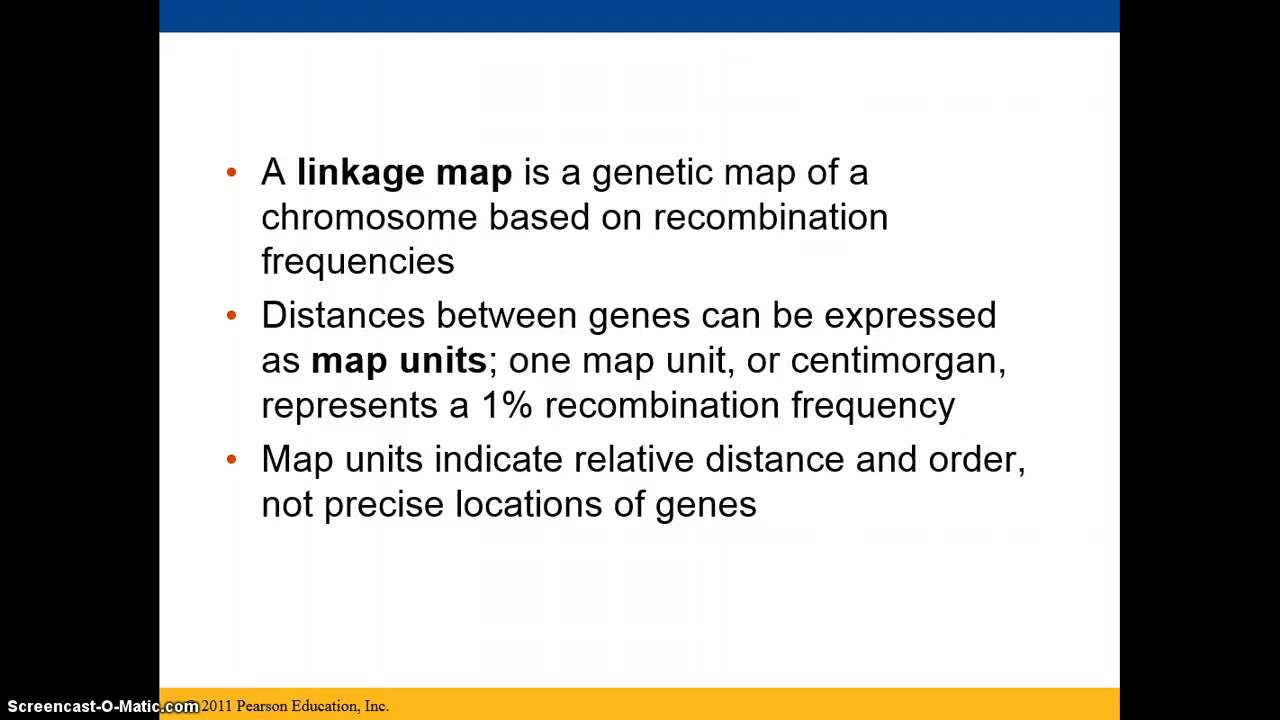 • A linkage map is a genetic map of a
chromosome based on recombination
frequencies
• Distances between genes can be expressed
as map units; one map unit, or centimorgan,
represents a 1% recombination frequency
• Map units indicate relative distance and order,
not precise locations of genes
Screencast-O-Matic.com
2011 Pearson Education, Inc.